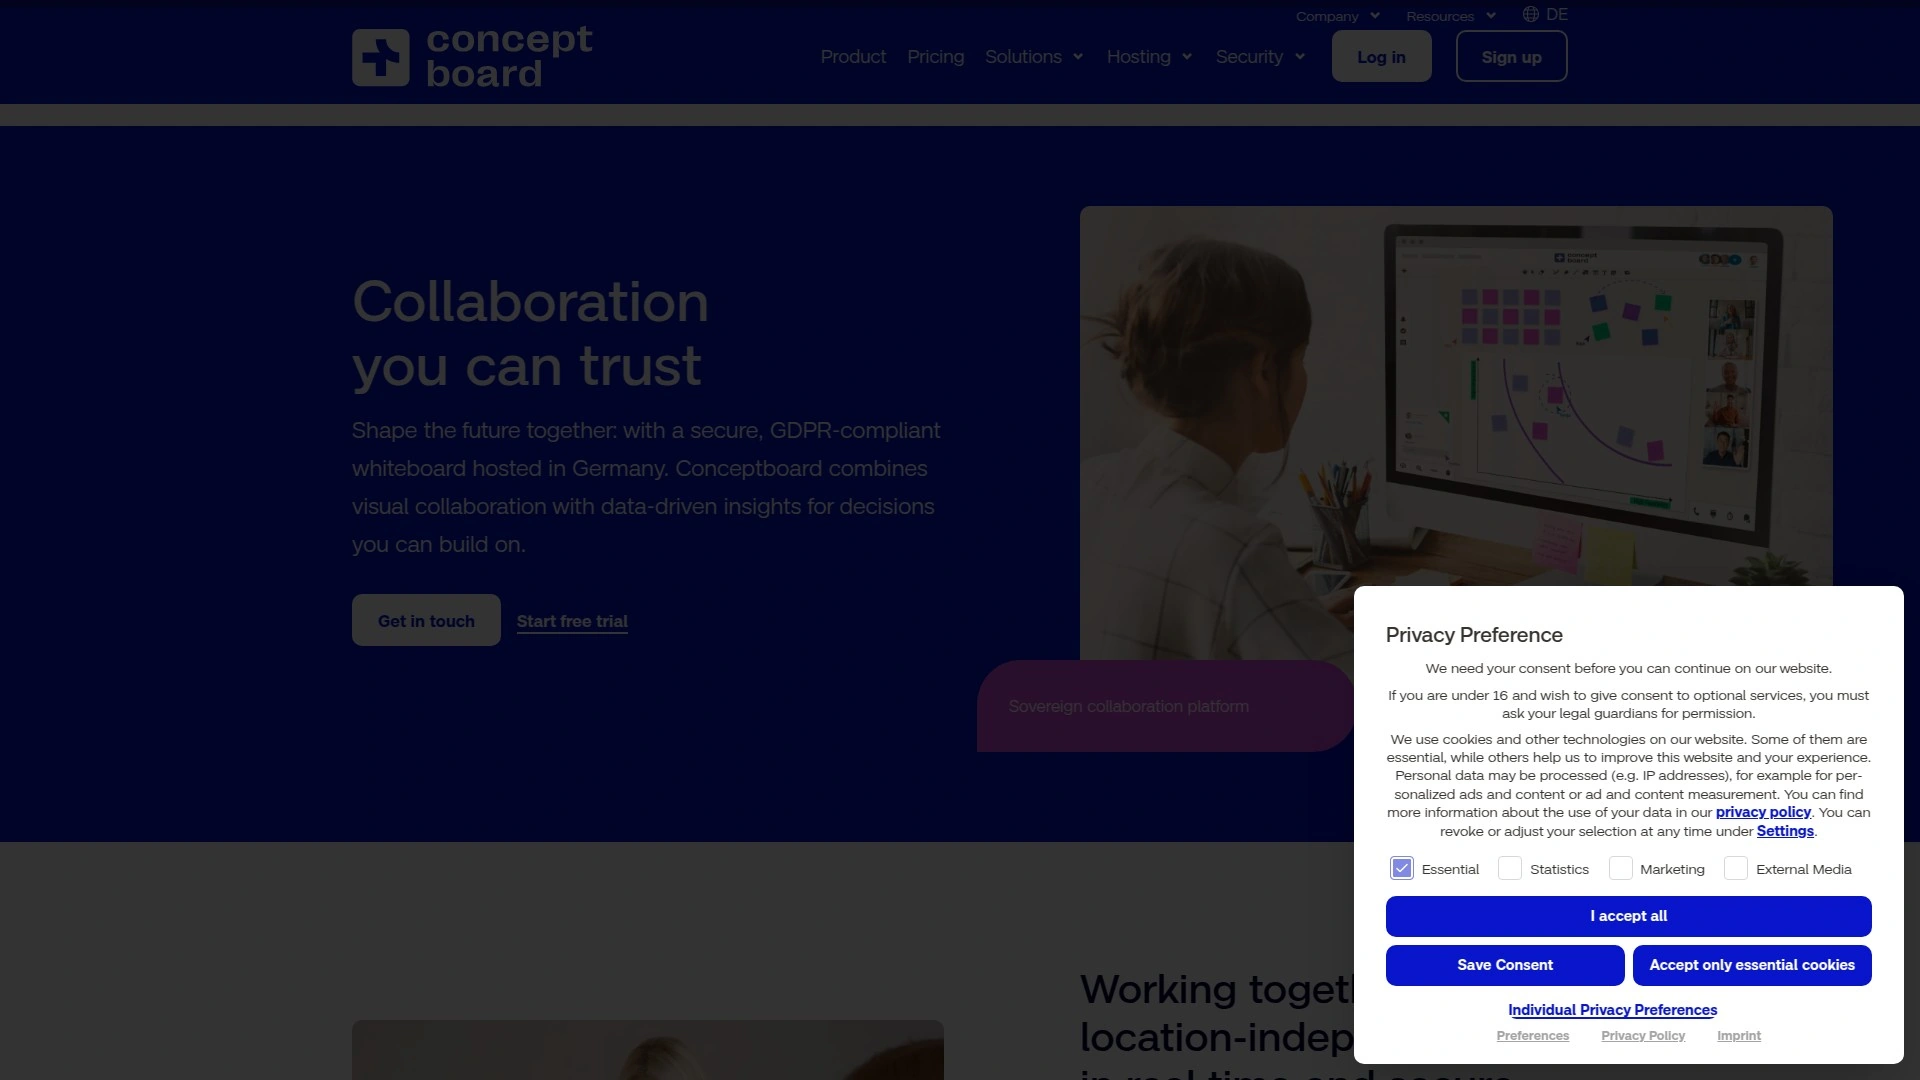 Company
Resources
DE
concept
board
Product
Pricing
Solutions
Hosting
Security
Log in
Sign up
Collaboration
you can trust
Shape the future together: with a secure, GDPR-compliant
whiteboard hosted in Germany. Conceptboard combines
visual collaboration with data-driven insights for decisions
you can build on.
Get in touch
Start free trial
concept
board
Sovereign collaboration platform
Privacy Preference
We need your consent before you can continue on our website.
If you are under 16 and wish to give consent to optional services, you must
ask your legal guardians for permission.
We use cookies and other technologies on our website. Some of them are
essential, while others help us to improve this website and your experience.
Personal data may be processed (e.g. IP addresses), for example for per-
sonalized ads and content or ad and content measurement. You can find
more information about the use of your data in our privacy policy. You can
revoke or adjust your selection at any time under Settings.
Essential
Statistics
Marketing
External Media
I accept all
Save Consent
Accept only essential cookies
Individual Privacy Preferences
Preferences
Privacy Policy
Imprint
Working